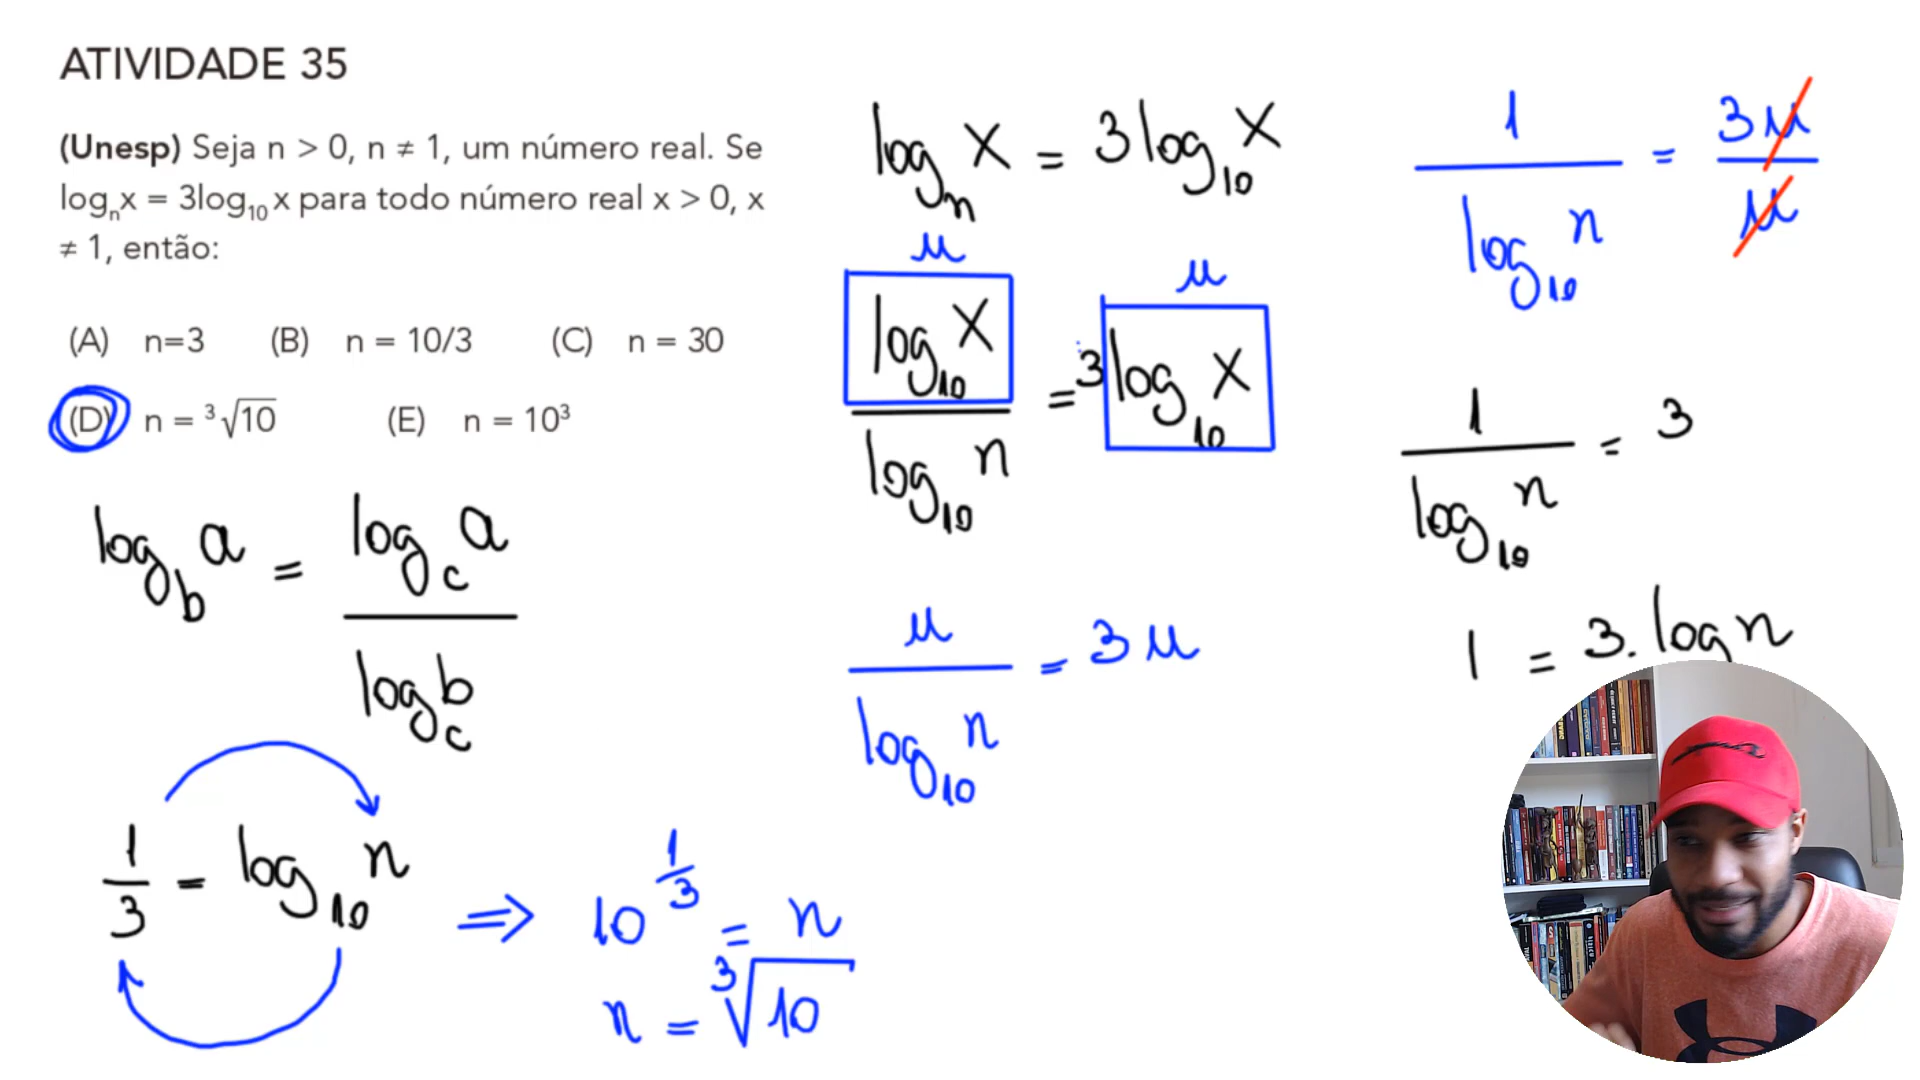 ATIVIDADE 35
(Unesp) Seja n > 0, n ≠ 1, um número real. Se
logₙx = 3log₁₀x para todo número real x > 0, x
≠ 1, então:
(A) n=3 (B) n = 10/3 (C) n = 30
(D) n = ³√10 (E) n = 10³
log_b a = log_c a / log_c b
1/3 = log₁₀ n ⇒ 10^(1/3) = n
n = ³√10
logₙ x = 3 log₁₀ x
μ μ
log₁₀ x / log₁₀ n = 3 log₁₀ x
μ / log₁₀ n = 3μ
1 / log₁₀ n = 3μ / μ
1 / log₁₀ n = 3
1 = 3. log n